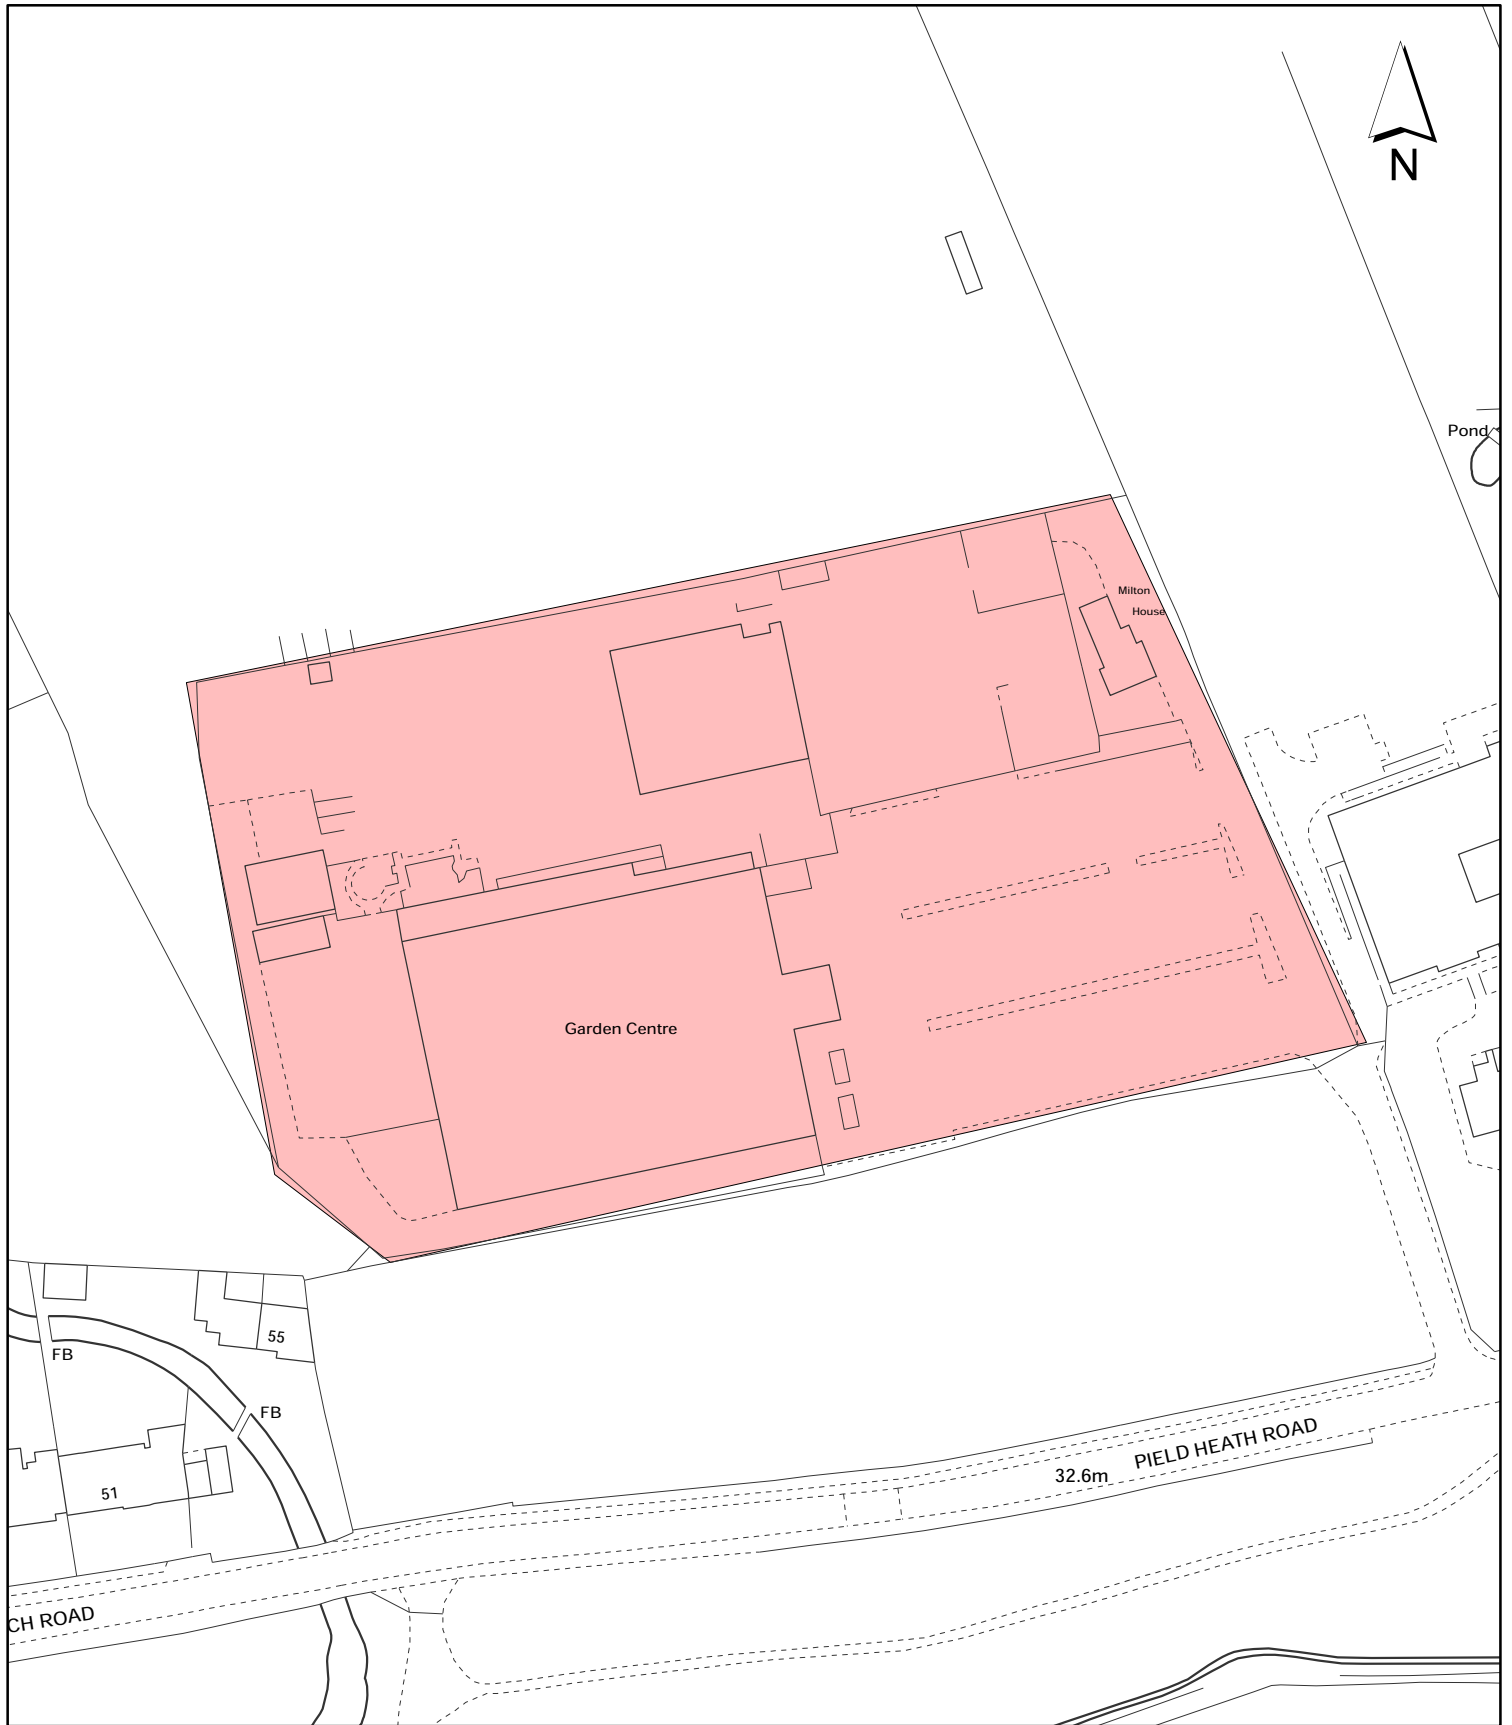 N
Pond
Milton
House
Garden Centre
55
FB
FB
51
PIELD HEATH ROAD
32.6m
CH ROAD